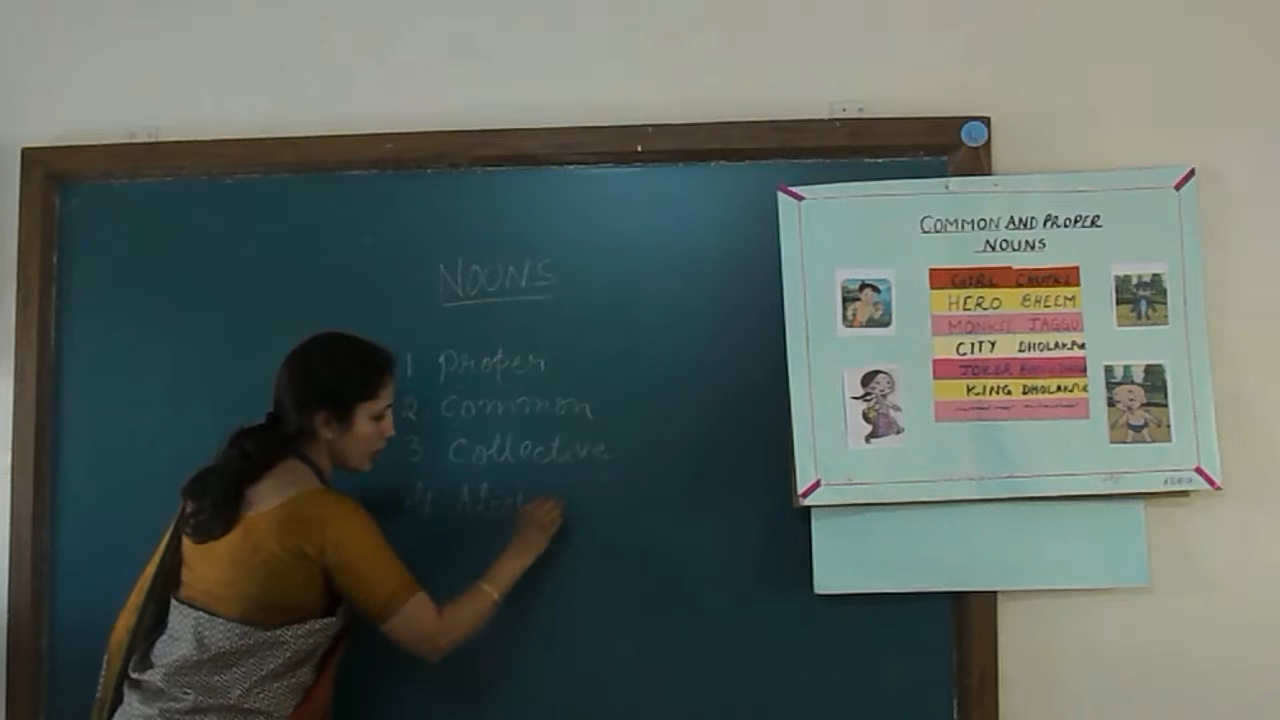 NOUNS
1 Proper
2 Common
3 Collective
4
COMMON AND PROPER
NOUNS
GIRL CHUTKI
HERO BHEEM
MONKEY JAGGU
CITY DHOLAKPUR
JOKER
KING DHOLAKPUR